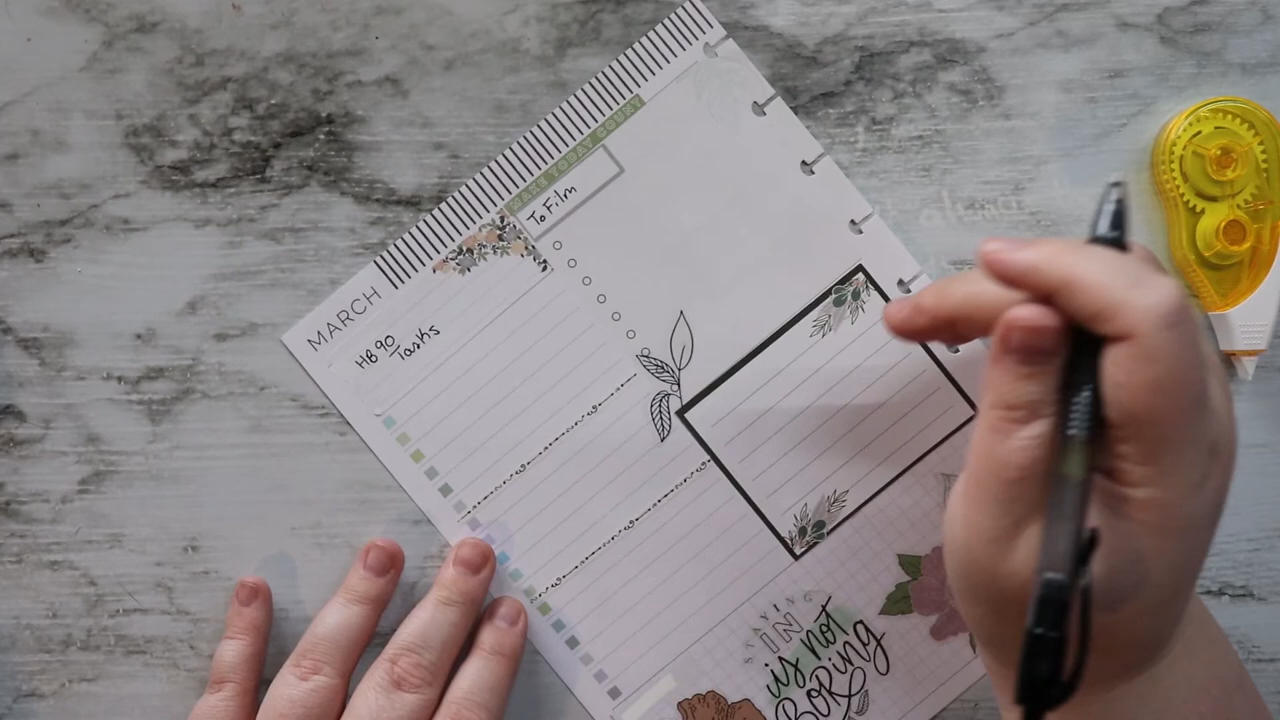 MARCH
MAKE TODAY COUNT
To Film
HB90
Tasks
STAYING
IN
is not
BORING